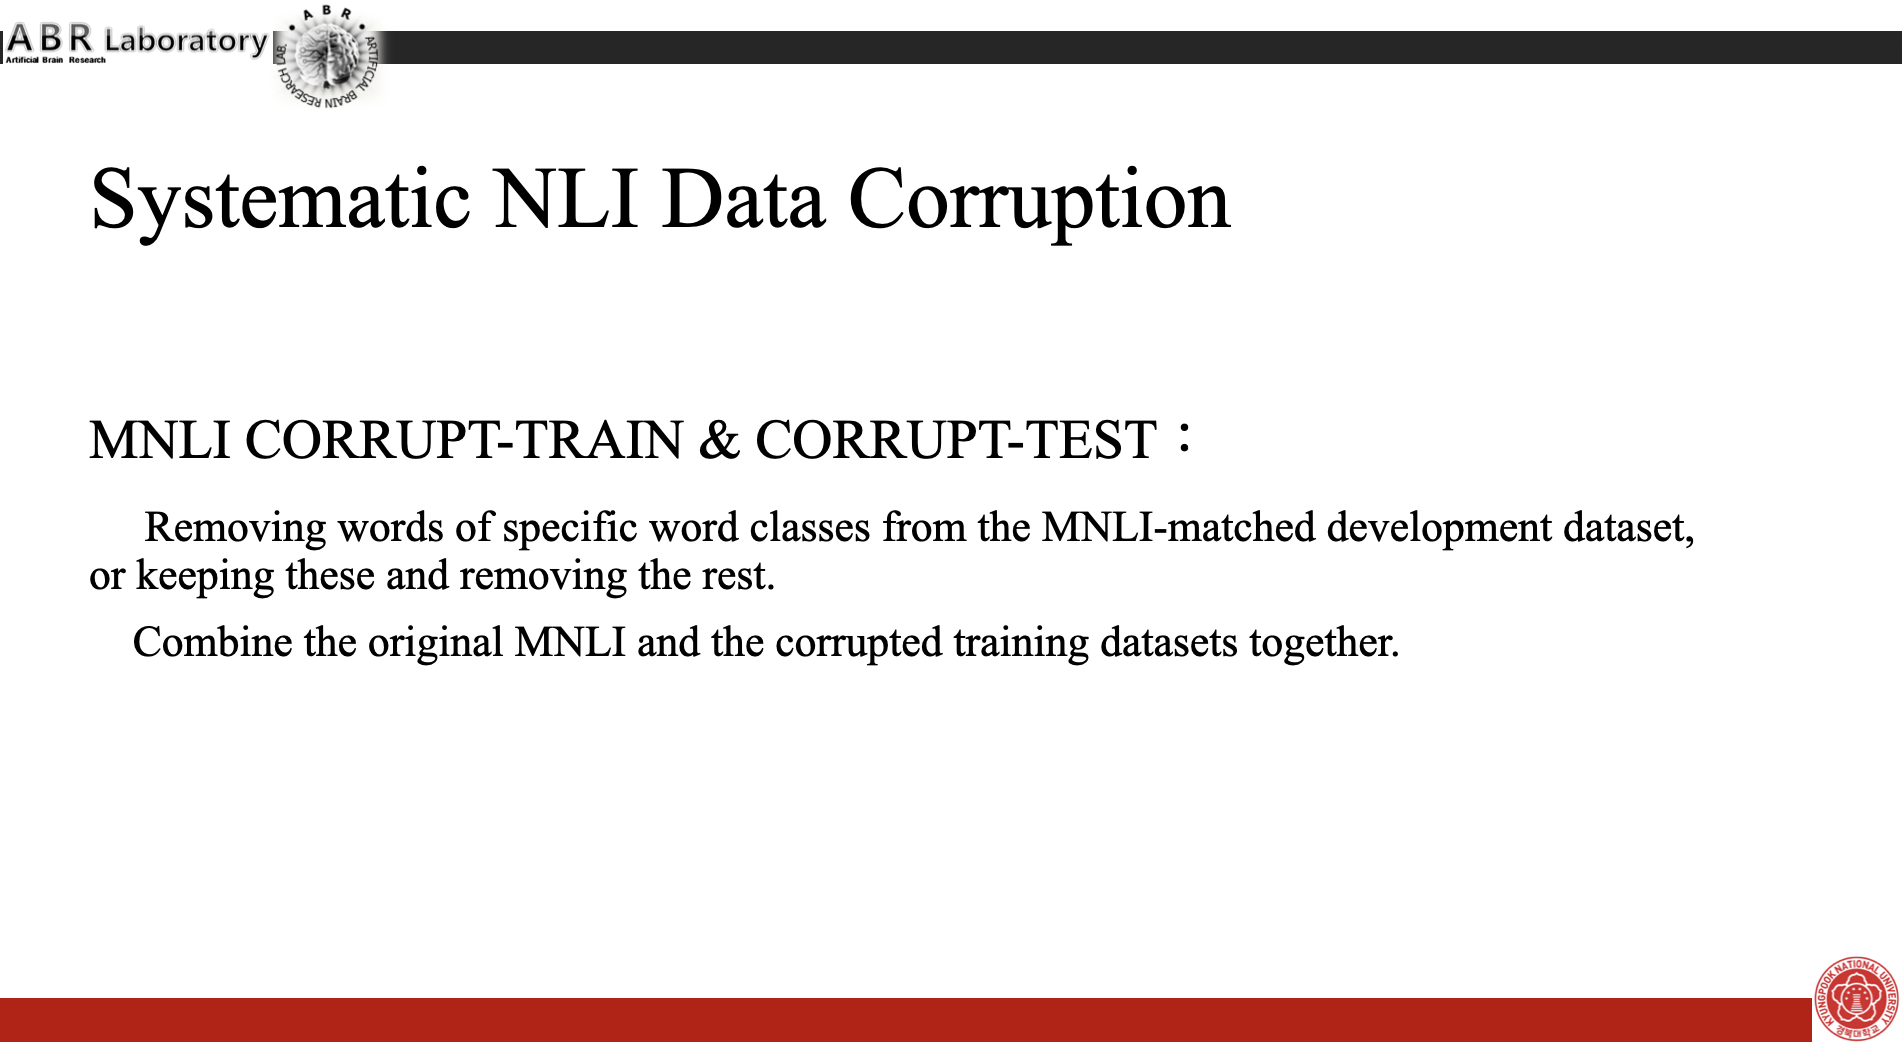 ABR Laboratory
Artificial Brain Research
A B R
ARTIFICIAL BRAIN RESEARCH LAB.
Systematic NLI Data Corruption
MNLI CORRUPT-TRAIN & CORRUPT-TEST：
Removing words of specific word classes from the MNLI-matched development dataset,
or keeping these and removing the rest.
Combine the original MNLI and the corrupted training datasets together.
KYUNGPOOK NATIONAL UNIVERSITY
경북대학교